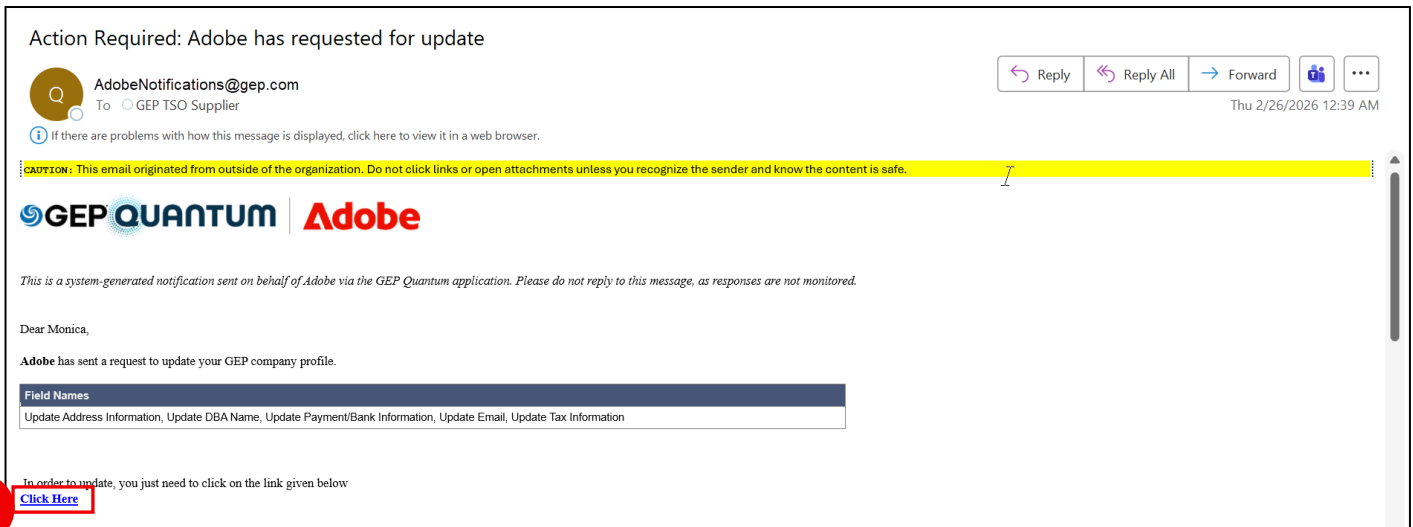 Action Required: Adobe has requested for update
Q
AdobeNotifications@gep.com
To GEP TSO Supplier
Reply
Reply All
Forward
Thu 2/26/2026 12:39 AM
If there are problems with how this message is displayed, click here to view it in a web browser.
CAUTION: This email originated from outside of the organization. Do not click links or open attachments unless you recognize the sender and know the content is safe.
GEP QUANTUM Adobe
This is a system-generated notification sent on behalf of Adobe via the GEP Quantum application. Please do not reply to this message, as responses are not monitored.
Dear Monica,
Adobe has sent a request to update your GEP company profile.
Field Names
Update Address Information, Update DBA Name, Update Payment/Bank Information, Update Email, Update Tax Information
In order to update, you just need to click on the link given below
Click Here